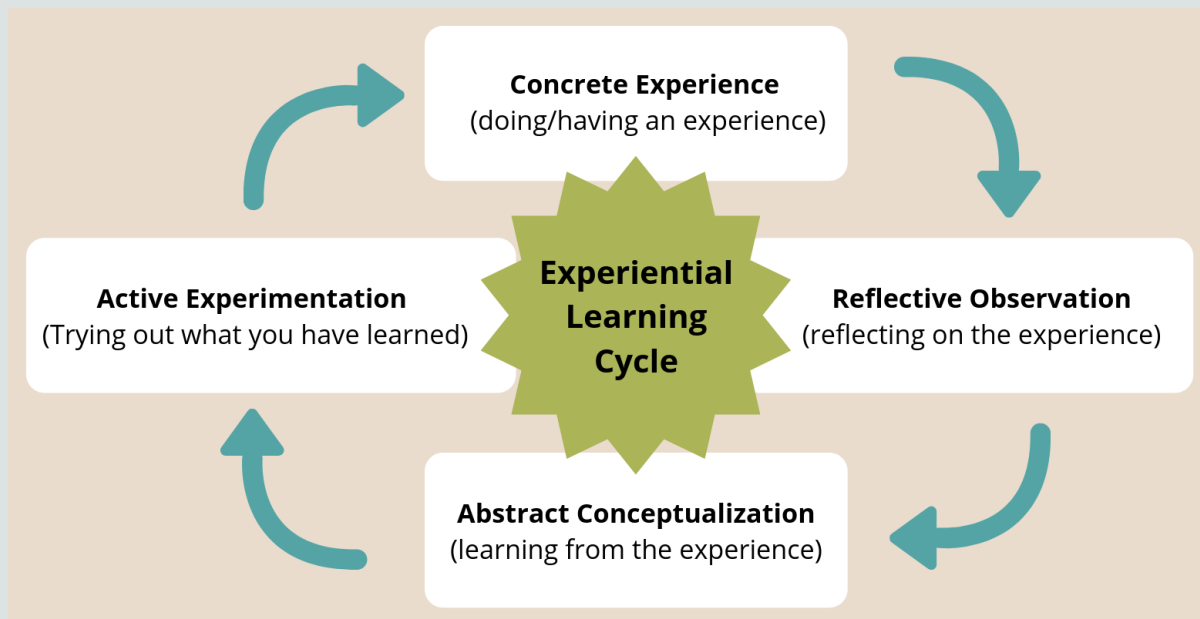 Concrete Experience
(doing/having an experience)
Experiential
Learning
Cycle
Reflective Observation
(reflecting on the experience)
Abstract Conceptualization
(learning from the experience)
Active Experimentation
(Trying out what you have learned)